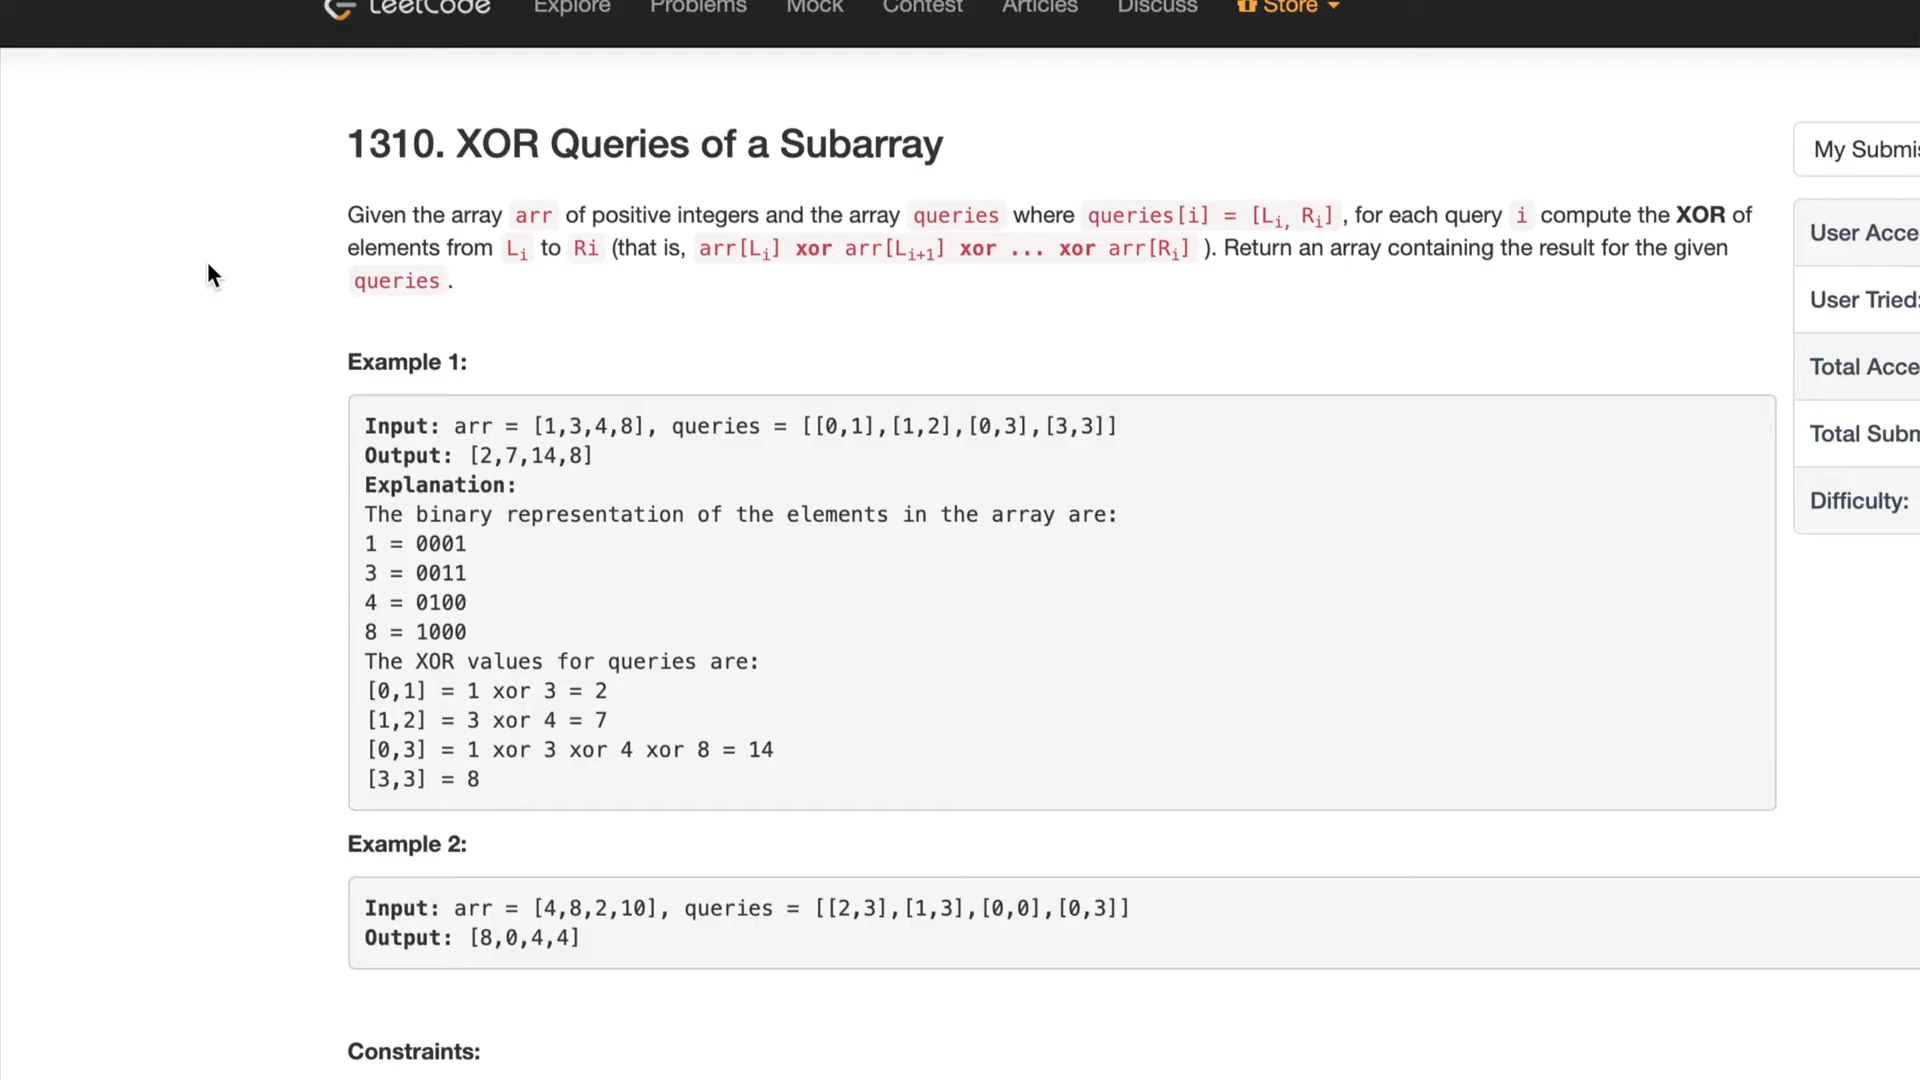 LeetCode Explore Problems Mock Contest Articles Discuss Store
1310. XOR Queries of a Subarray
My Submis
Given the array arr of positive integers and the array queries where queries[i] = [Li, Ri], for each query i compute the XOR of
elements from Li to Ri (that is, arr[Li] xor arr[Li+1] xor ... xor arr[Ri] ). Return an array containing the result for the given
queries.
User Acce
User Tried:
Total Acce
Total Subm
Difficulty:
Example 1:
Input: arr = [1,3,4,8], queries = [[0,1],[1,2],[0,3],[3,3]]
Output: [2,7,14,8]
Explanation:
The binary representation of the elements in the array are:
1 = 0001
3 = 0011
4 = 0100
8 = 1000
The XOR values for queries are:
[0,1] = 1 xor 3 = 2
[1,2] = 3 xor 4 = 7
[0,3] = 1 xor 3 xor 4 xor 8 = 14
[3,3] = 8
Example 2:
Input: arr = [4,8,2,10], queries = [[2,3],[1,3],[0,0],[0,3]]
Output: [8,0,4,4]
Constraints: